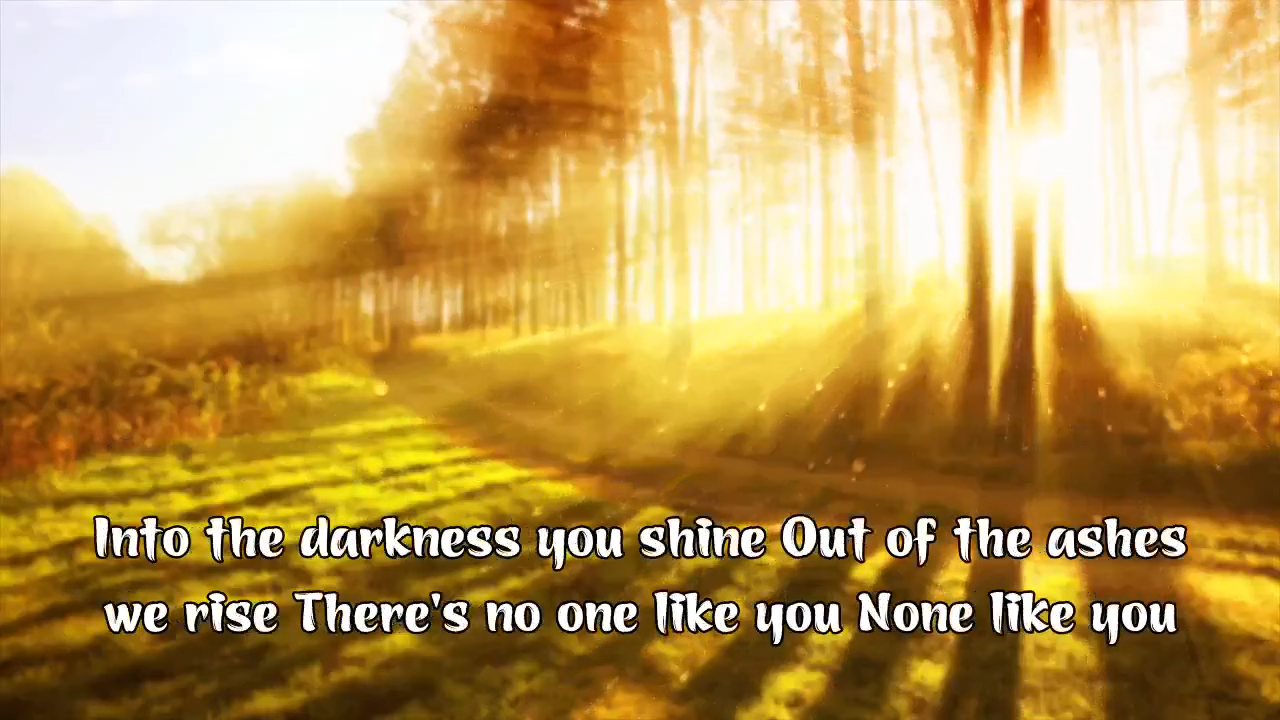 Into the darkness you shine Out of the ashes
we rise There's no one like you None like you